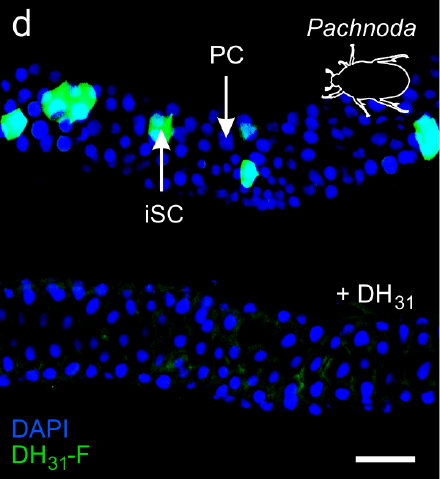 d
Pachnoda
PC
iSC
+ DH₃₁
DAPI
DH₃₁-F